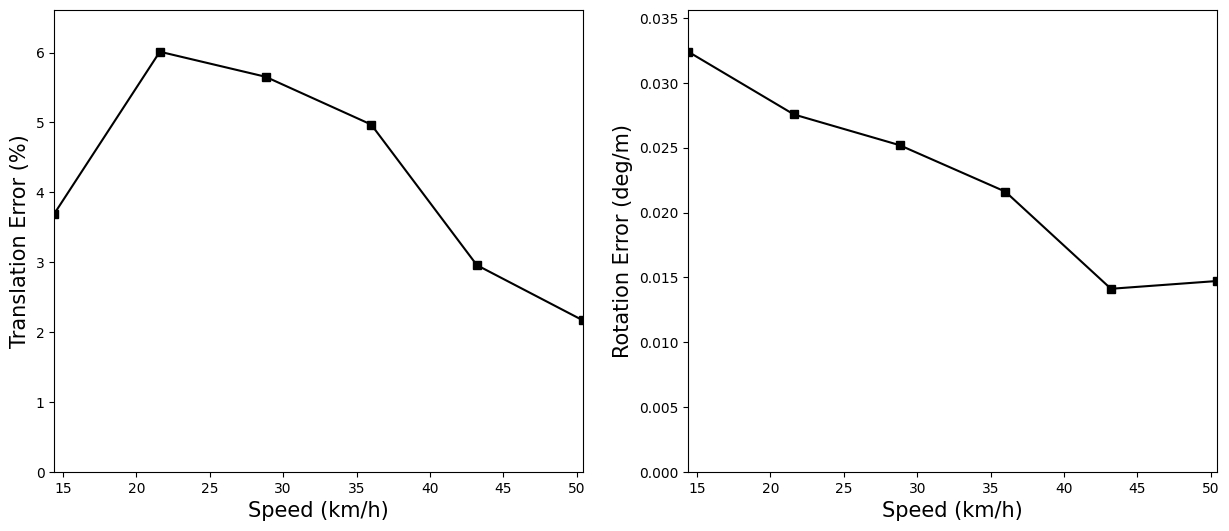 Translation Error (%)
6
5
4
3
2
1
0
15 20 25 30 35 40 45 50
Speed (km/h)
Rotation Error (deg/m)
0.035
0.030
0.025
0.020
0.015
0.010
0.005
0.000
15 20 25 30 35 40 45 50
Speed (km/h)